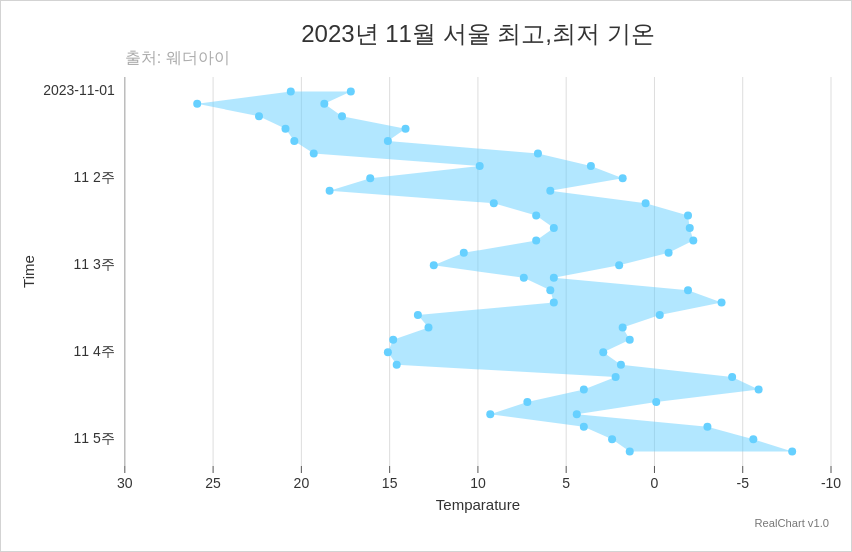 2023년 11월 서울 최고,최저 기온
출처: 웨더아이
2023-11-01
11 2주
11 3주
11 4주
11 5주
Time
30 25 20 15 10 5 0 -5 -10
Temparature
RealChart v1.0